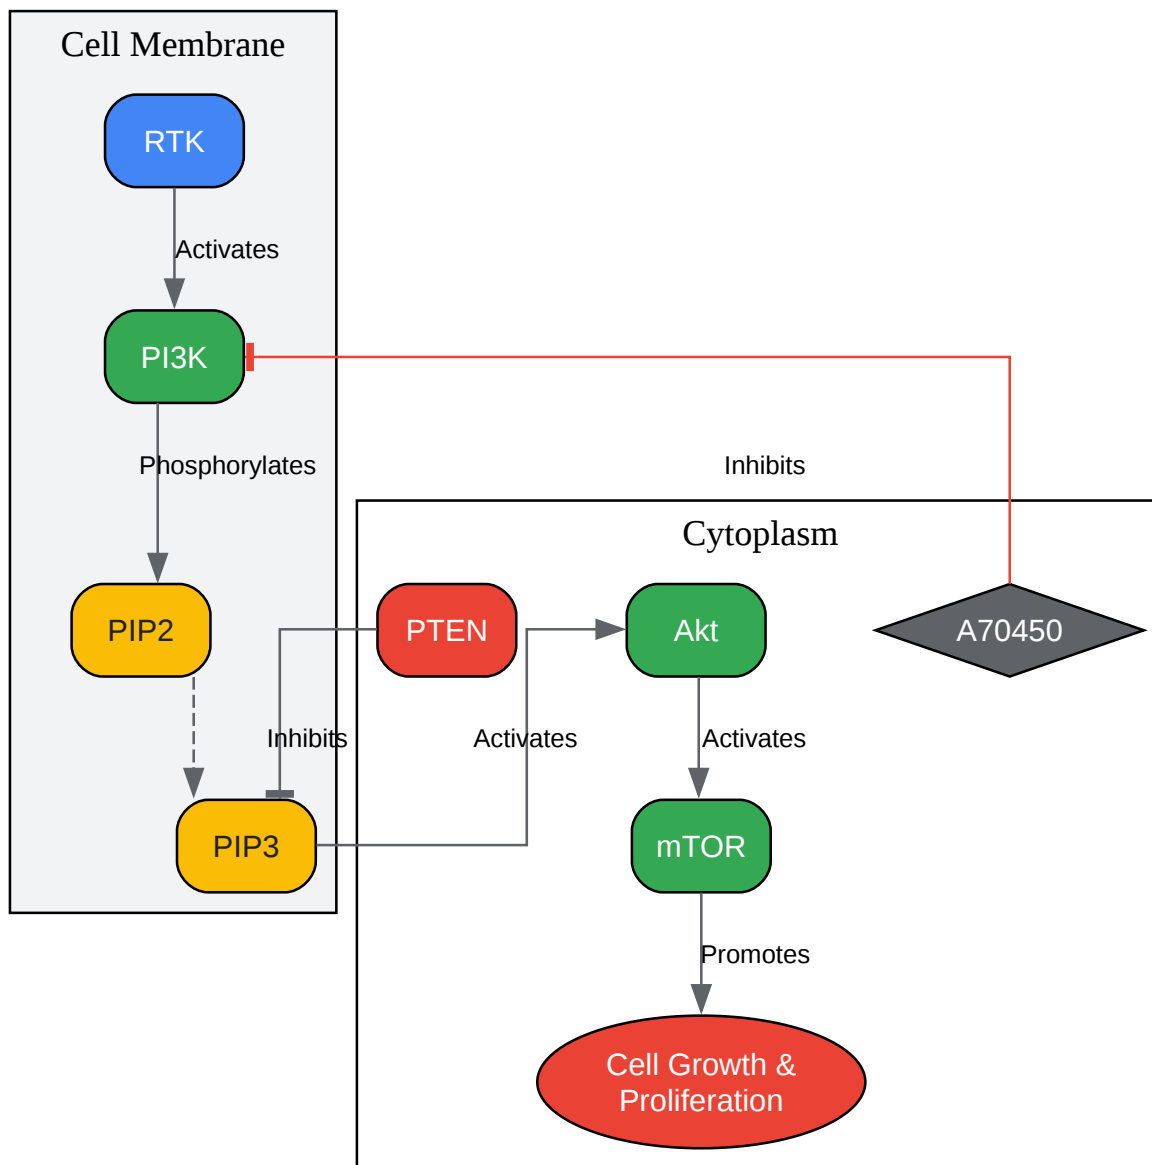 Cell Membrane
RTK
Activates
PI3K
Phosphorylates
Inhibits
Cytoplasm
PIP2
PTEN
Akt
A70450
Inhibits
Activates
Activates
PIP3
mTOR
Promotes
Cell Growth &
Proliferation